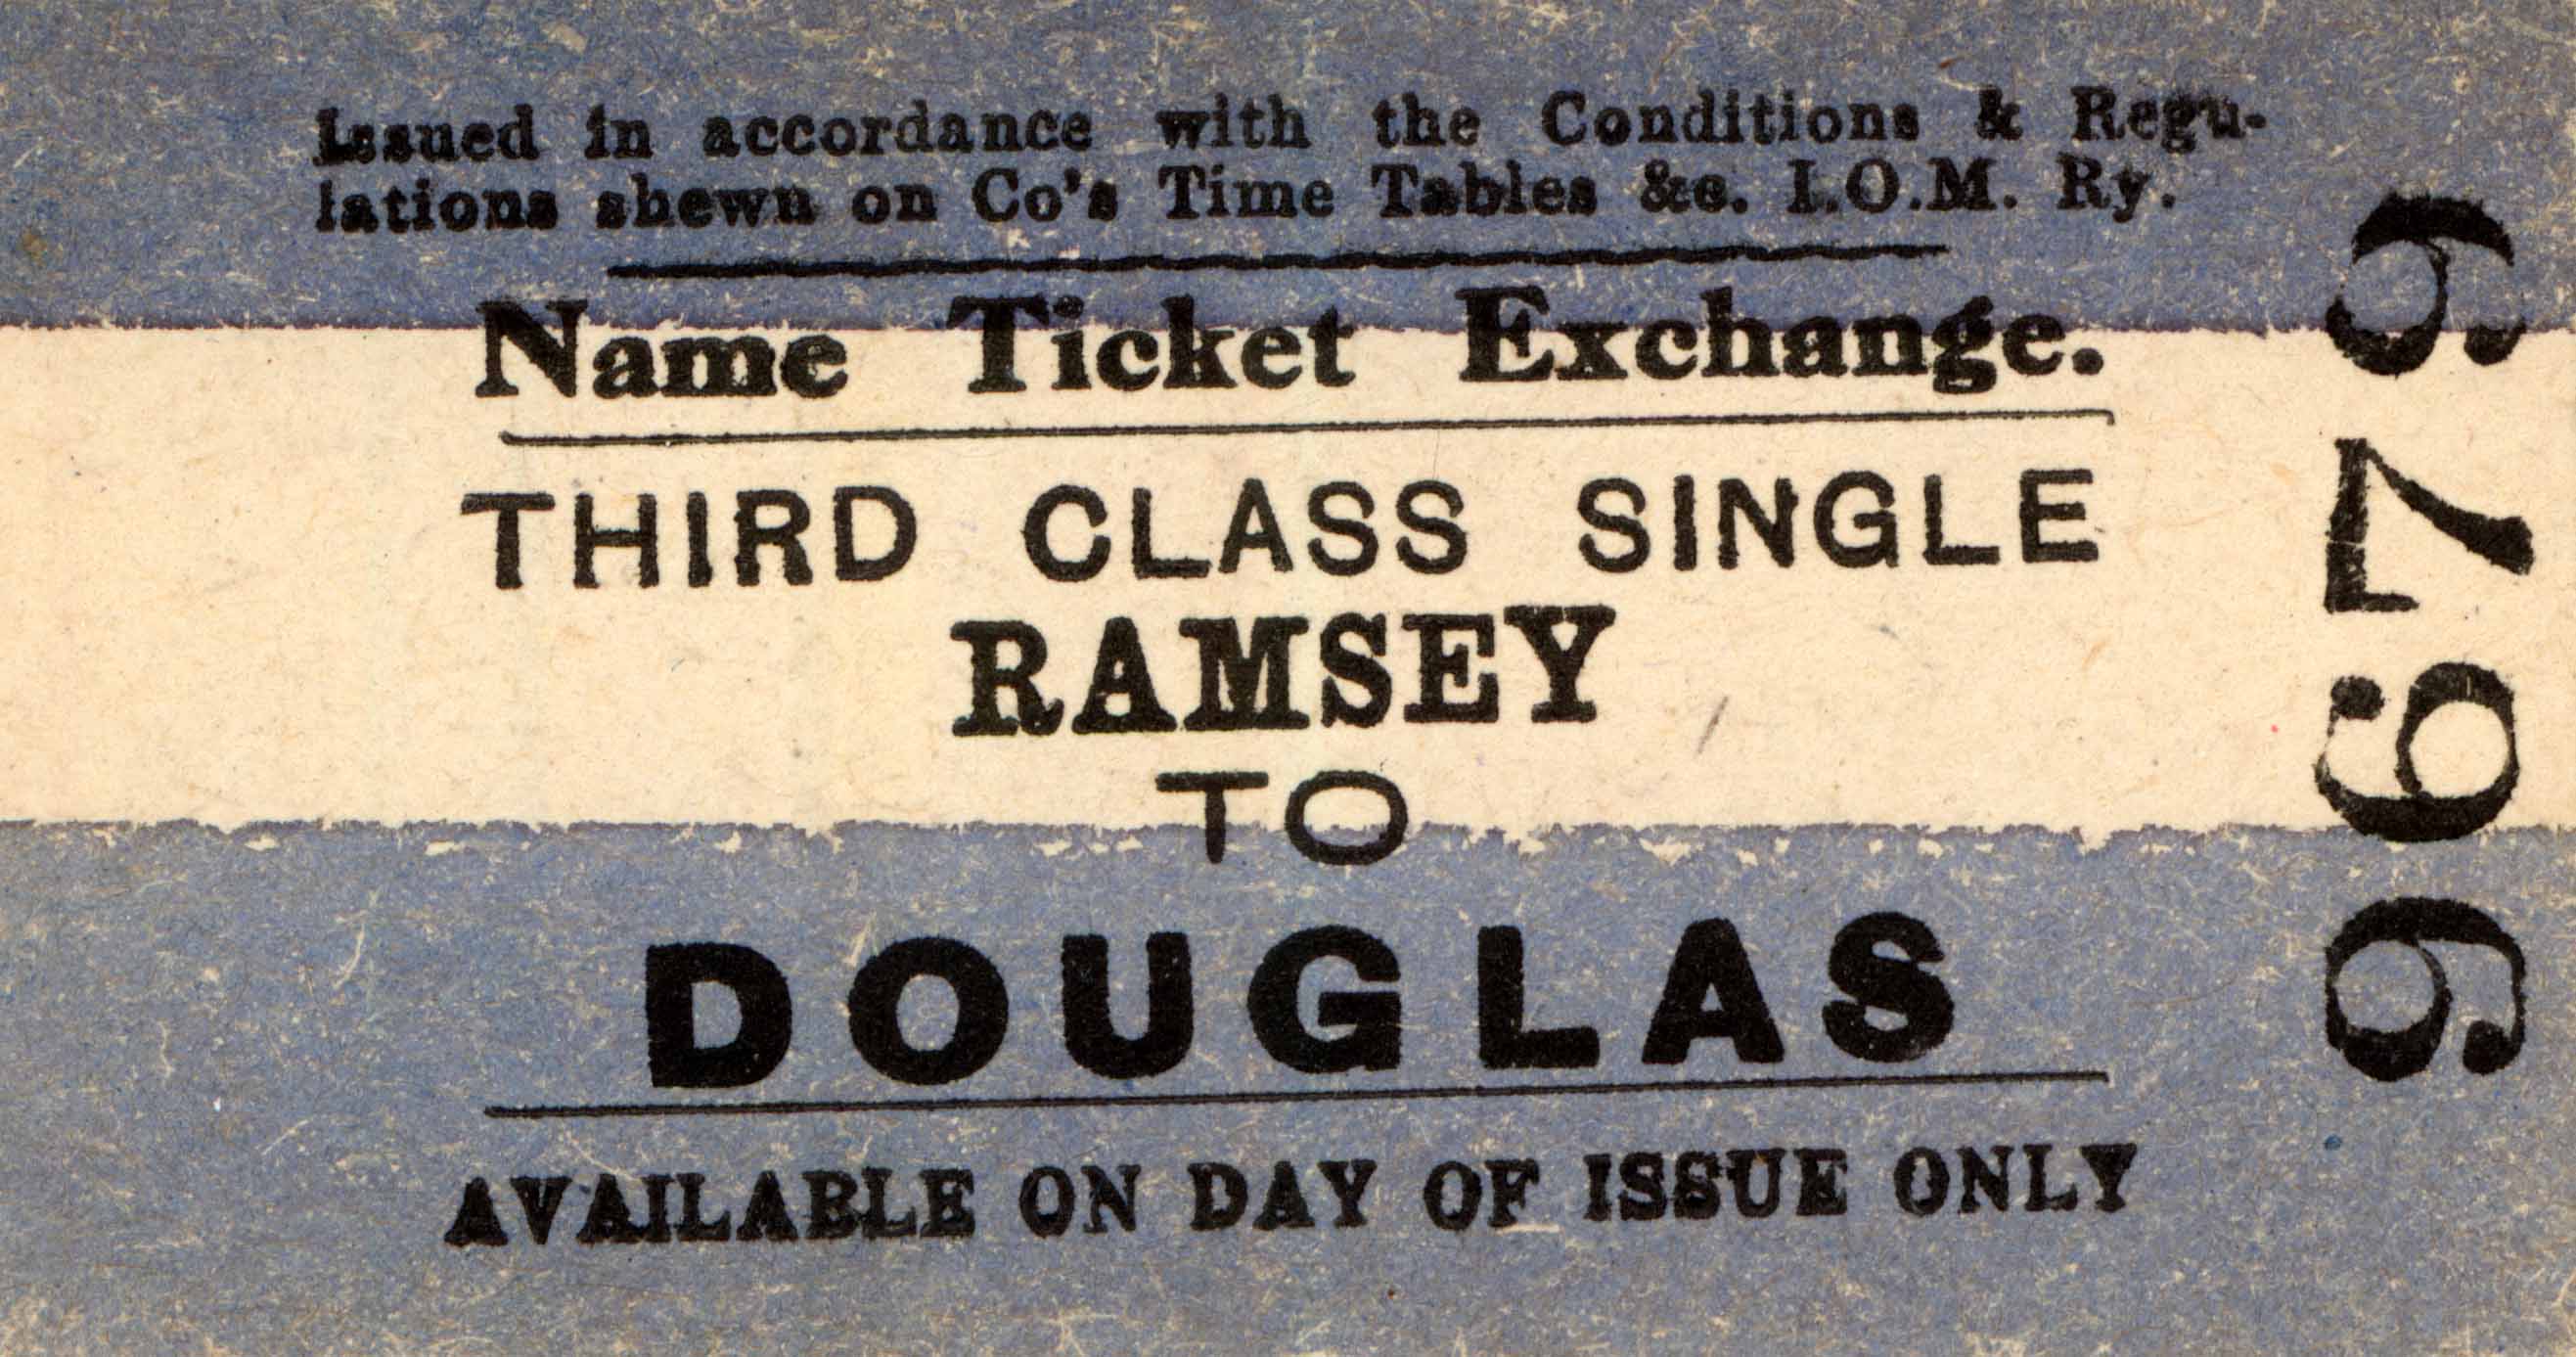 Issued in accordance with the Conditions & Regu-
lations shewn on Co's Time Tables &c. I.O.M. Ry.
Name Ticket Exchange.
THIRD CLASS SINGLE
RAMSEY
TO
DOUGLAS
AVAILABLE ON DAY OF ISSUE ONLY
9679